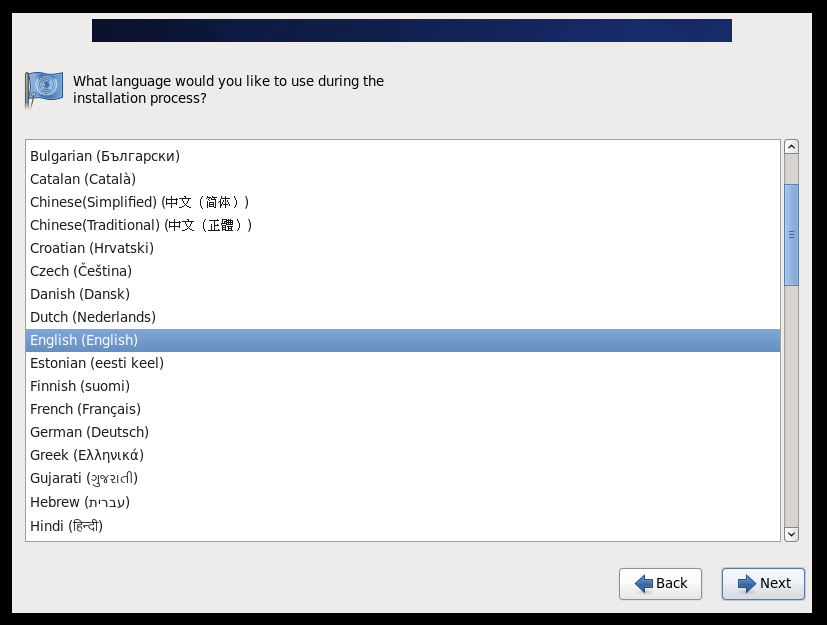 What language would you like to use during the
installation process?
Bulgarian (Български)
Catalan (Català)
Chinese(Simplified) (中文（简体）)
Chinese(Traditional) (中文（正體）)
Croatian (Hrvatski)
Czech (Čeština)
Danish (Dansk)
Dutch (Nederlands)
English (English)
Estonian (eesti keel)
Finnish (suomi)
French (Français)
German (Deutsch)
Greek (Ελληνικά)
Gujarati (ગુજરાતી)
Hebrew (עברית)
Hindi (हिन्दी)
Back
Next